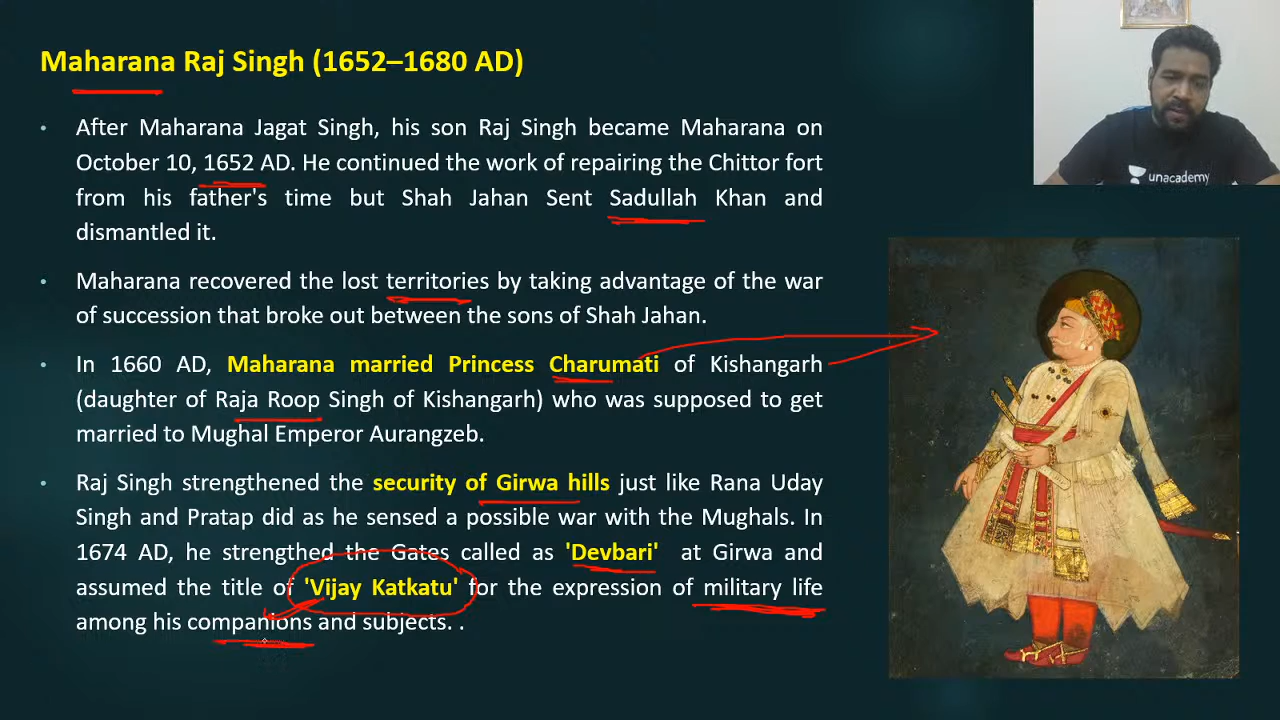 Maharana Raj Singh (1652–1680 AD)
unacademy
• After Maharana Jagat Singh, his son Raj Singh became Maharana on
October 10, 1652 AD. He continued the work of repairing the Chittor fort
from his father's time but Shah Jahan Sent Sadullah Khan and
dismantled it.
• Maharana recovered the lost territories by taking advantage of the war
of succession that broke out between the sons of Shah Jahan.
• In 1660 AD, Maharana married Princess Charumati of Kishangarh
(daughter of Raja Roop Singh of Kishangarh) who was supposed to get
married to Mughal Emperor Aurangzeb.
• Raj Singh strengthened the security of Girwa hills just like Rana Uday
Singh and Pratap did as he sensed a possible war with the Mughals. In
1674 AD, he strengthed the Gates called as 'Devbari' at Girwa and
assumed the title of 'Vijay Katkatu' for the expression of military life
among his companions and subjects. .